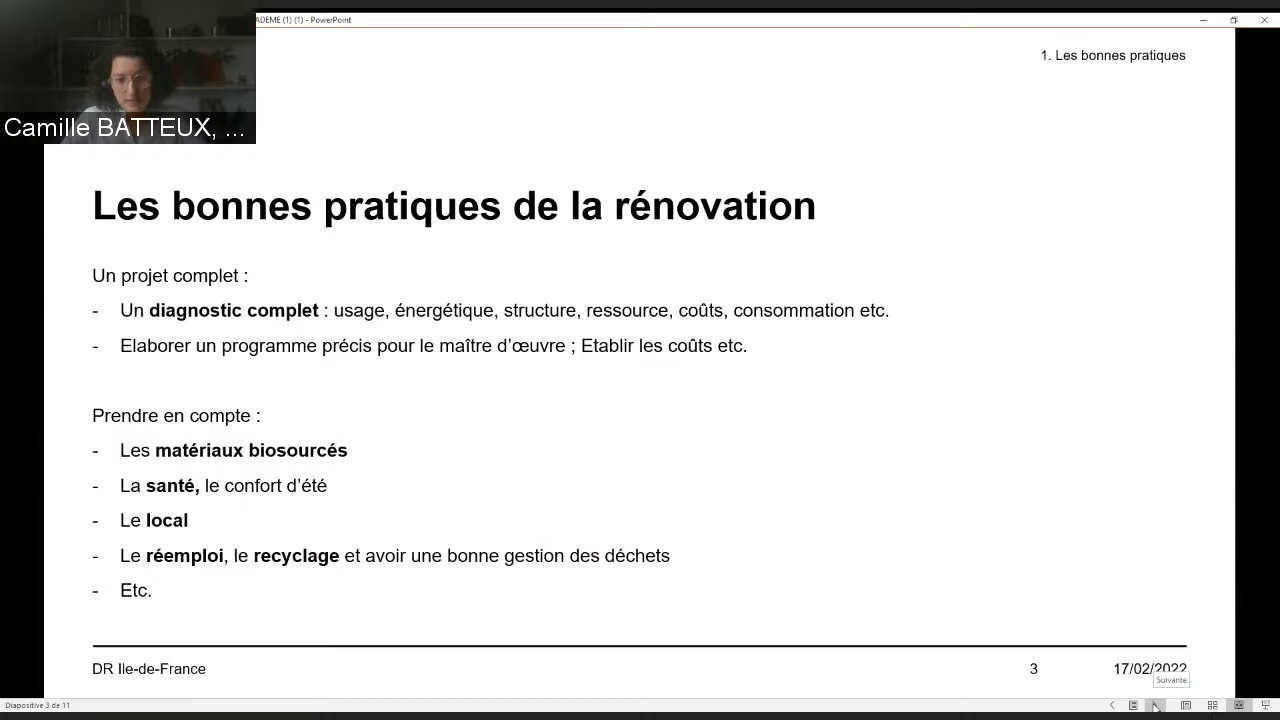 ADEME (1) (1) - PowerPoint
1. Les bonnes pratiques
Camille BATTEUX, ...
Les bonnes pratiques de la rénovation
Un projet complet :
- Un diagnostic complet : usage, énergétique, structure, ressource, coûts, consommation etc.
- Elaborer un programme précis pour le maître d’œuvre ; Etablir les coûts etc.
Prendre en compte :
- Les matériaux biosourcés
- La santé, le confort d’été
- Le local
- Le réemploi, le recyclage et avoir une bonne gestion des déchets
- Etc.
DR Ile-de-France 3 17/02/2022
Suivante
Diapositive 3 de 11